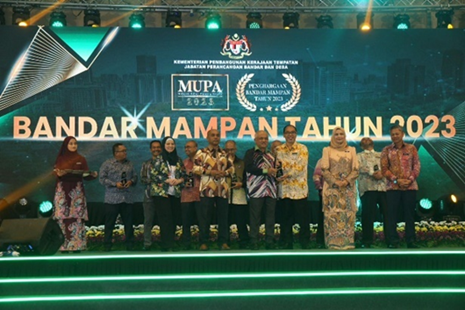 KEMENTERIAN PEMBANGUNAN KERAJAAN TEMPATAN
JABATAN PERANCANGAN BANDAR DAN DESA
MUPA
2023
PENGHARGAAN
BANDAR MAMPAN
TAHUN 2023
BANDAR MAMPAN TAHUN 2023